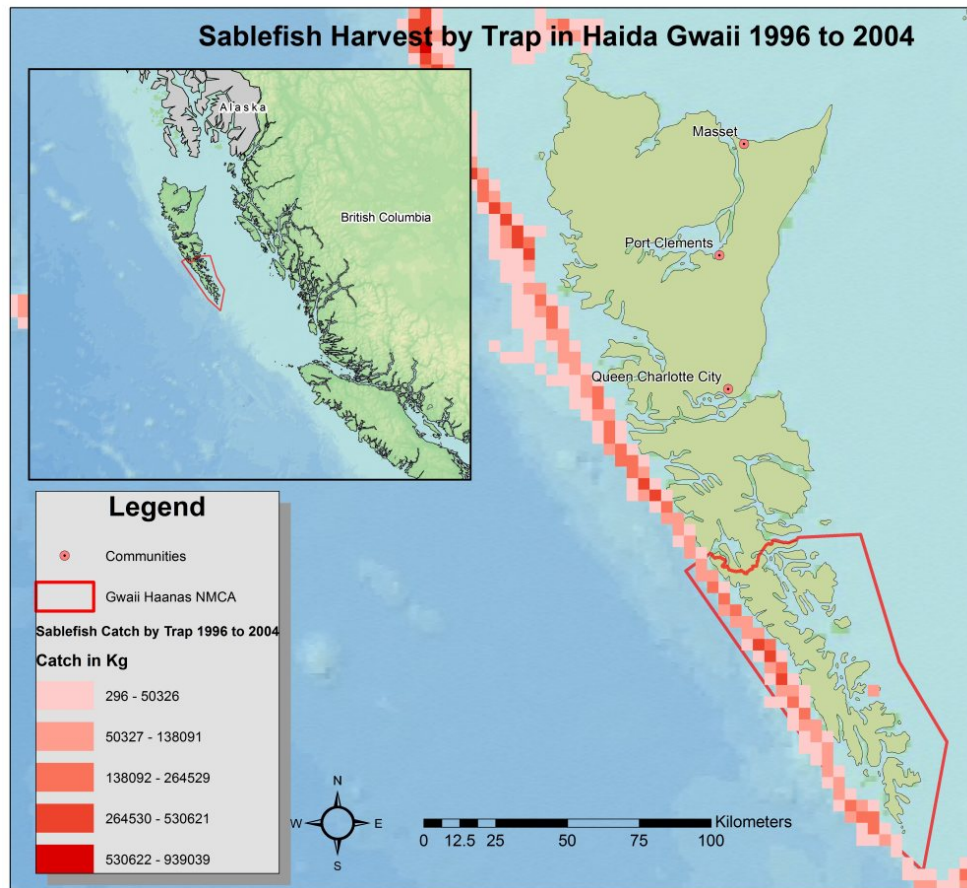 Sablefish Harvest by Trap in Haida Gwaii 1996 to 2004
Alaska
British Columbia
Masset
Port Clements
Queen Charlotte City
Legend
Communities
Gwaii Haanas NMCA
Sablefish Catch by Trap 1996 to 2004
Catch in Kg
296 - 50326
50327 - 138091
138092 - 264529
264530 - 530621
530622 - 939039
N
W E
S
Kilometers
0 12.5 25 50 75 100